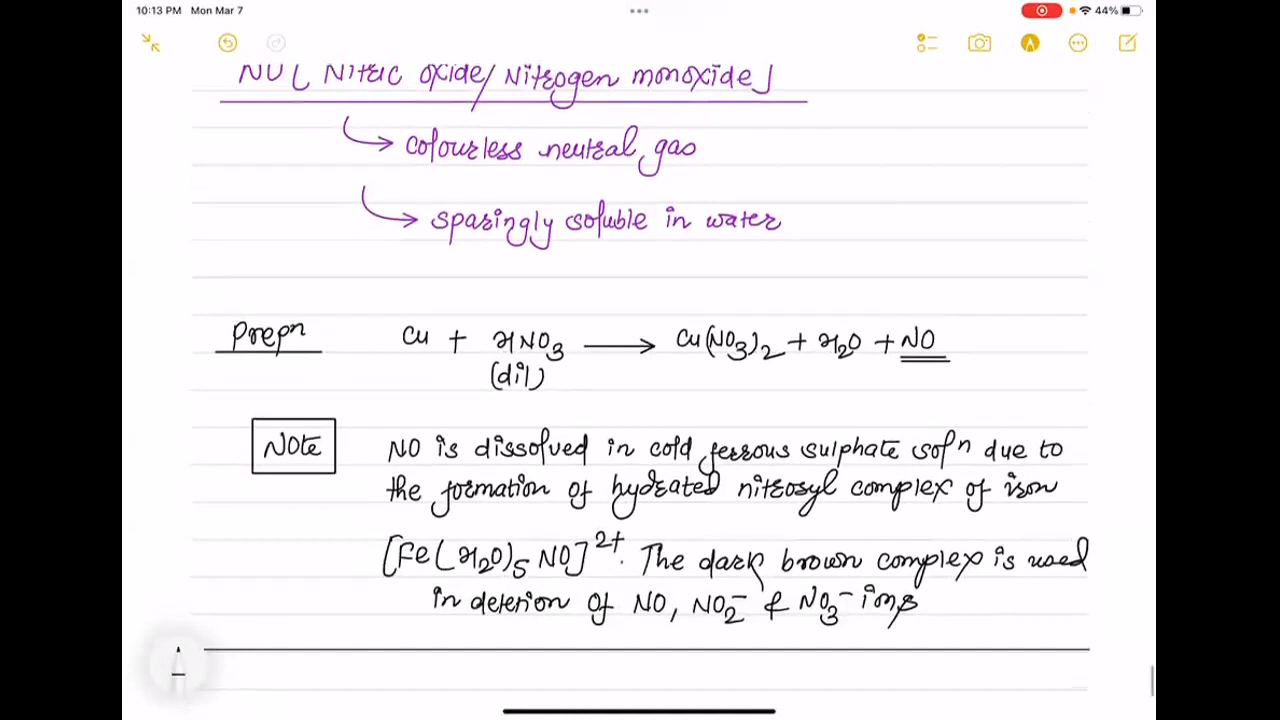 10:13 PM Mon Mar 7
44%
NO [Nitric oxide/Nitrogen monoxide]
colourless neutral gas
sparingly soluble in water
Prepn Cu + HNO3 → Cu(NO3)2 + H2O + NO
(dil)
Note NO is dissolved in cold ferrous sulphate soln due to
the formation of hydrated nitrosyl complex of iron
[Fe(H2O)5 NO]2+. The dark brown complex is used
in detection of NO, NO2- & NO3- ions